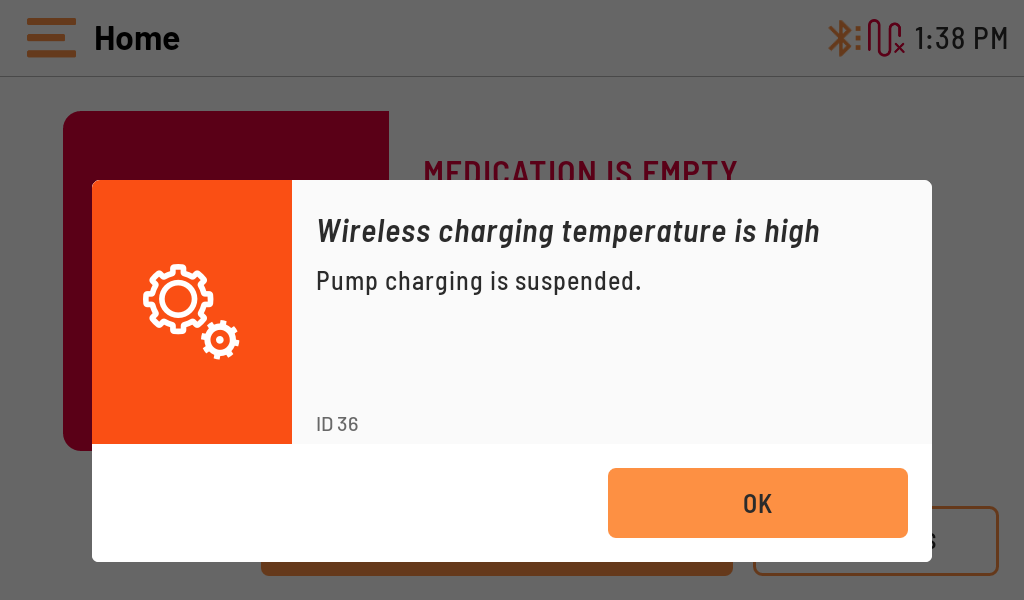 Home
1:38 PM
MEDICATION IS EMPTY
Wireless charging temperature is high
Pump charging is suspended.
ID 36
OK